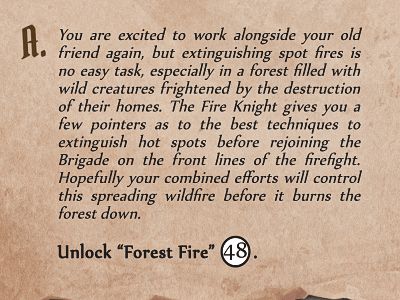 A. You are excited to work alongside your old
friend again, but extinguishing spot fires is
no easy task, especially in a forest filled with
wild creatures frightened by the destruction
of their homes. The Fire Knight gives you a
few pointers as to the best techniques to
extinguish hot spots before rejoining the
Brigade on the front lines of the firefight.
Hopefully your combined efforts will control
this spreading wildfire before it burns the
forest down.
Unlock “Forest Fire” 48.